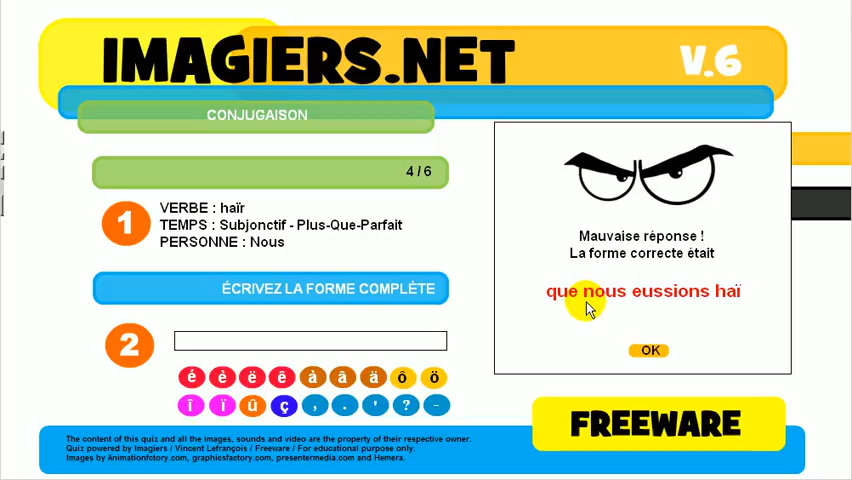 IMAGIERS.NET
V.6
CONJUGAISON
4 / 6
1
VERBE : haïr
TEMPS : Subjonctif - Plus-Que-Parfait
PERSONNE : Nous
ÉCRIVEZ LA FORME COMPLÈTE
2
é è ë ê à â ä ô ö
î ï û ç , . ' ? -
Mauvaise réponse !
La forme correcte était
que nous eussions haï
OK
FREEWARE
The content of this quiz and all the images, sounds and video are the property of their respective owner.
Quiz powered by Imagiers / Vincent Lefrançois / Freeware / For educational purpose only.
Images by Animationfctory.com, graphicsfactory.com, presentermedia.com and Hemera.